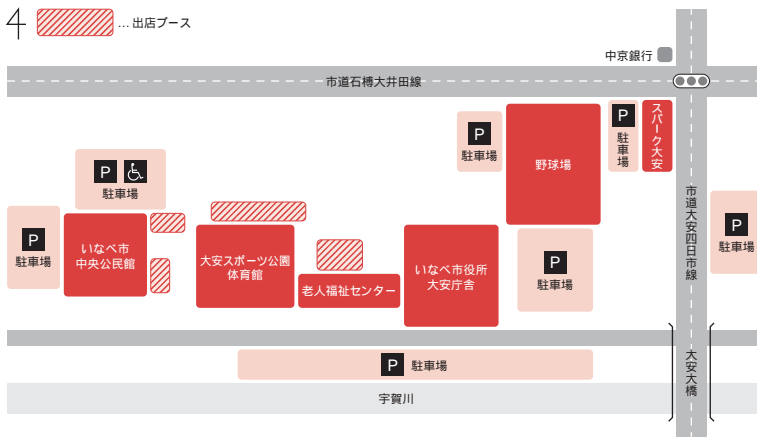 … 出店ブース
中京銀行
市道石榑大井田線
P
駐車場
野球場
P
駐車場
スパーク大安
P
駐車場
P
駐車場
いなべ市
中央公民館
大安スポーツ公園
体育館
老人福祉センター
いなべ市役所
大安庁舎
P
駐車場
市道大安四日市線
P
駐車場
P 駐車場
大安大橋
宇賀川